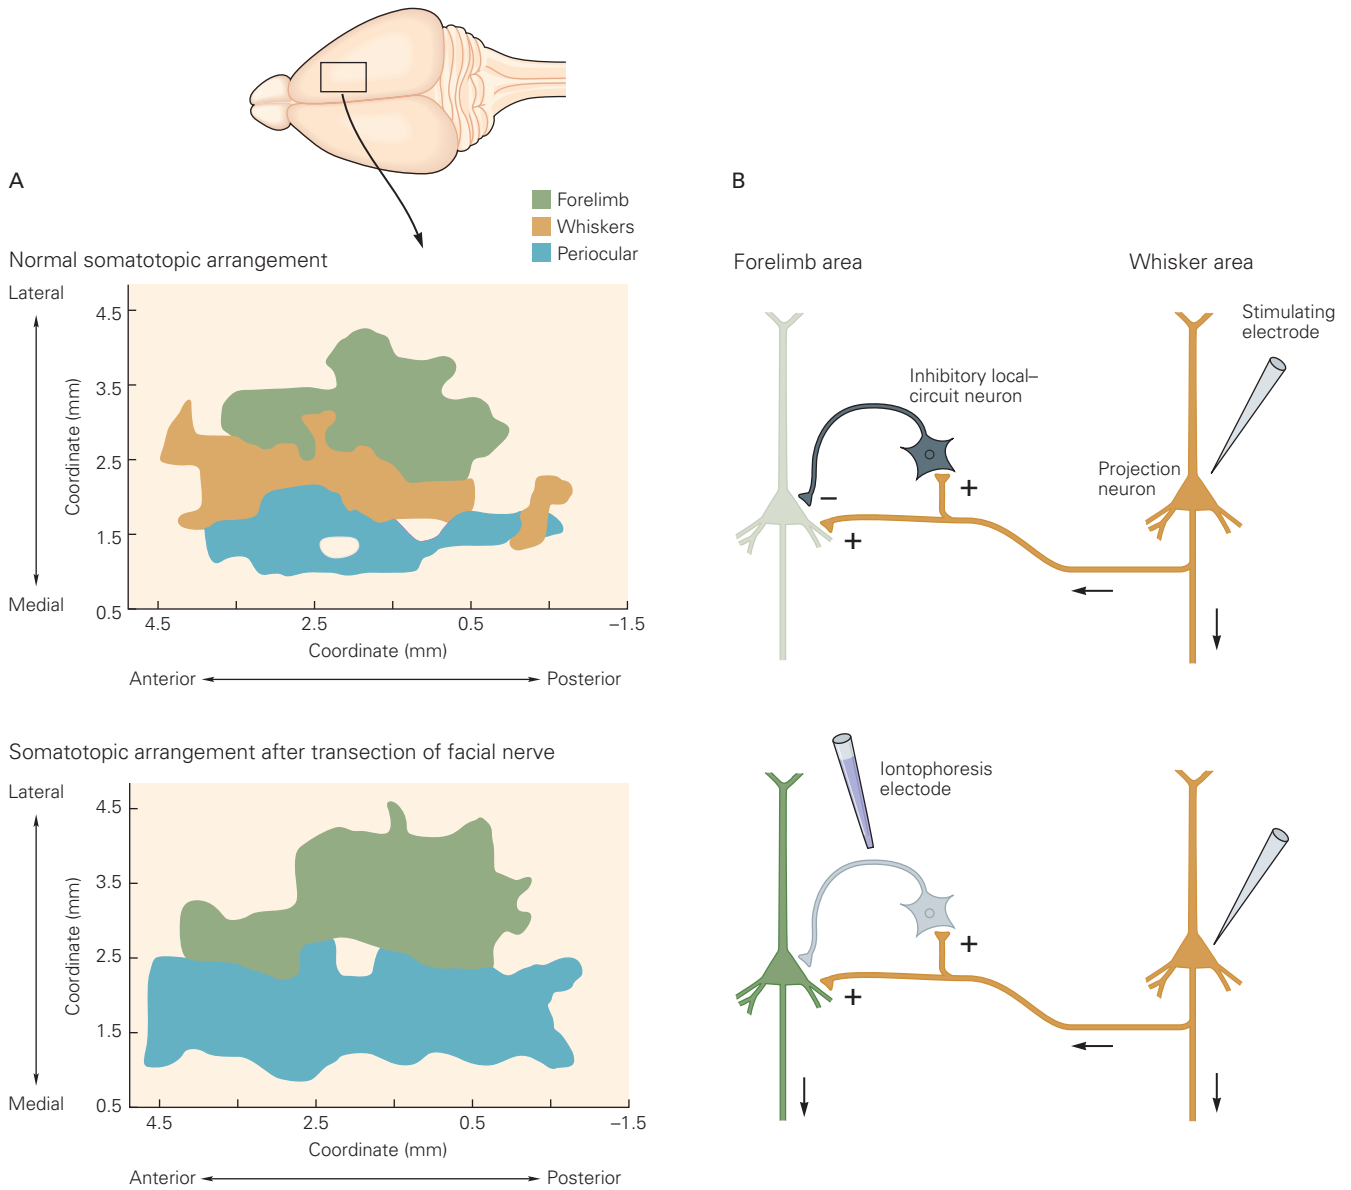 A
Forelimb
Whiskers
Periocular
Normal somatotopic arrangement
Lateral
Medial
Coordinate (mm)
4.5
3.5
2.5
1.5
0.5
4.5
2.5
0.5
–1.5
Coordinate (mm)
Anterior
Posterior
Somatotopic arrangement after transection of facial nerve
Lateral
Medial
Coordinate (mm)
4.5
3.5
2.5
1.5
0.5
4.5
2.5
0.5
–1.5
Coordinate (mm)
Anterior
Posterior
B
Forelimb area
Whisker area
Stimulating
electrode
Inhibitory local–
circuit neuron
Projection
neuron
–
+
+
Iontophoresis
electode
+
+